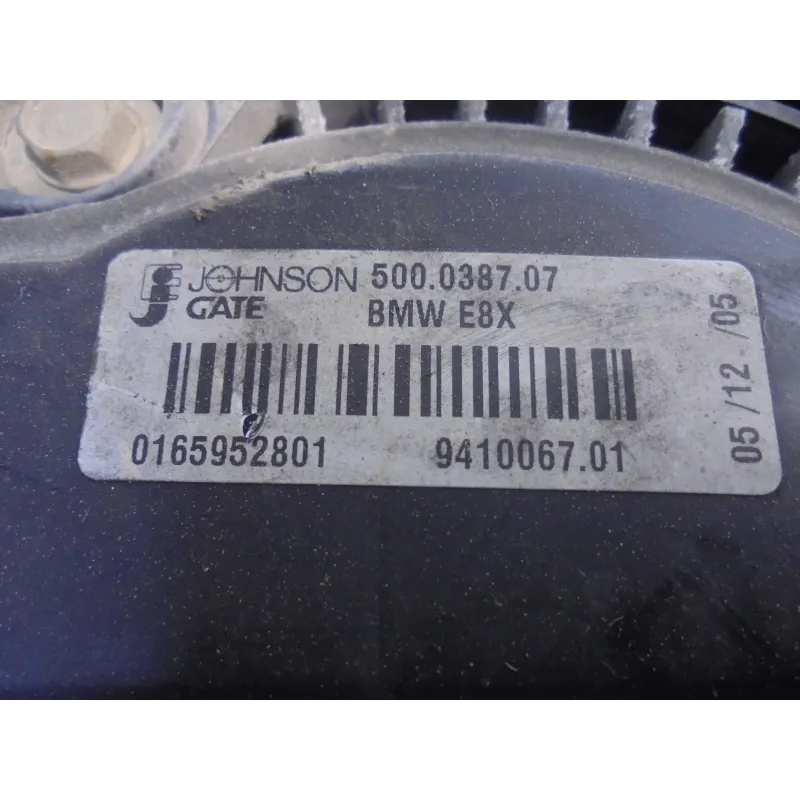 JOHNSON 500.0387.07
GATE BMW E8X
0165952801 9410067.01
05 /12 /05